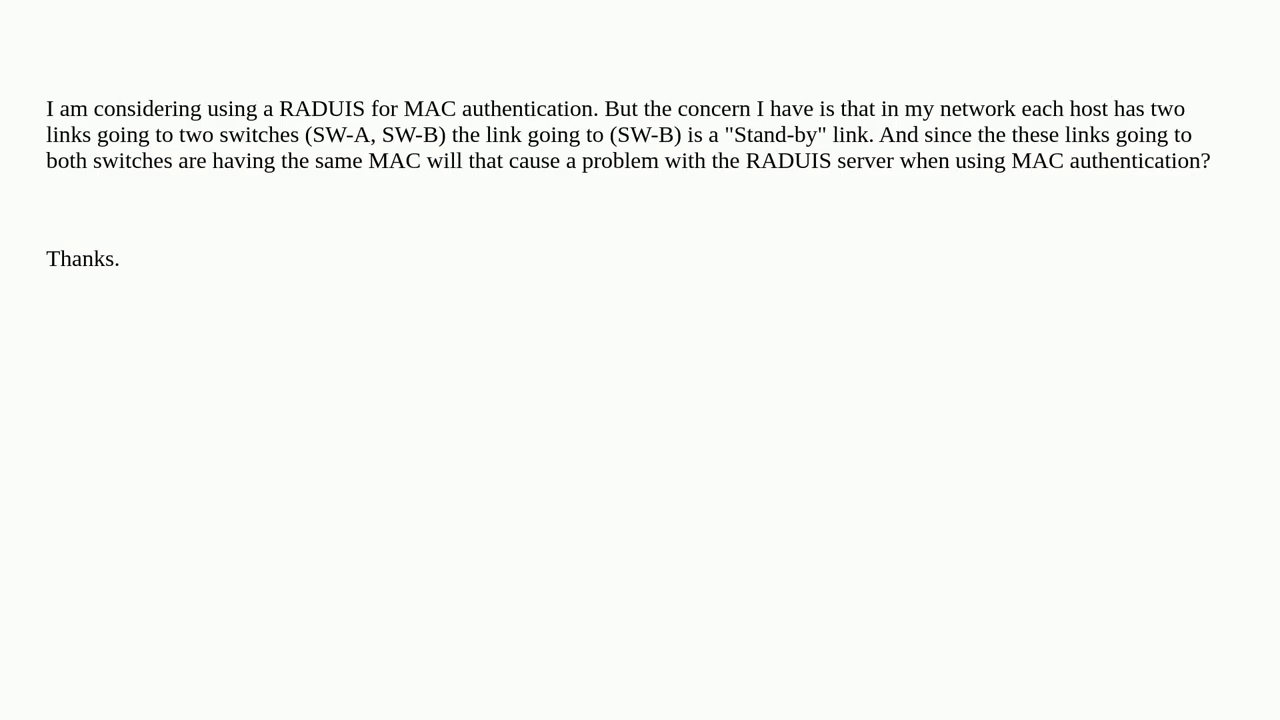 I am considering using a RADUIS for MAC authentication. But the concern I have is that in my network each host has two
links going to two switches (SW-A, SW-B) the link going to (SW-B) is a "Stand-by" link. And since the these links going to
both switches are having the same MAC will that cause a problem with the RADUIS server when using MAC authentication?
Thanks.